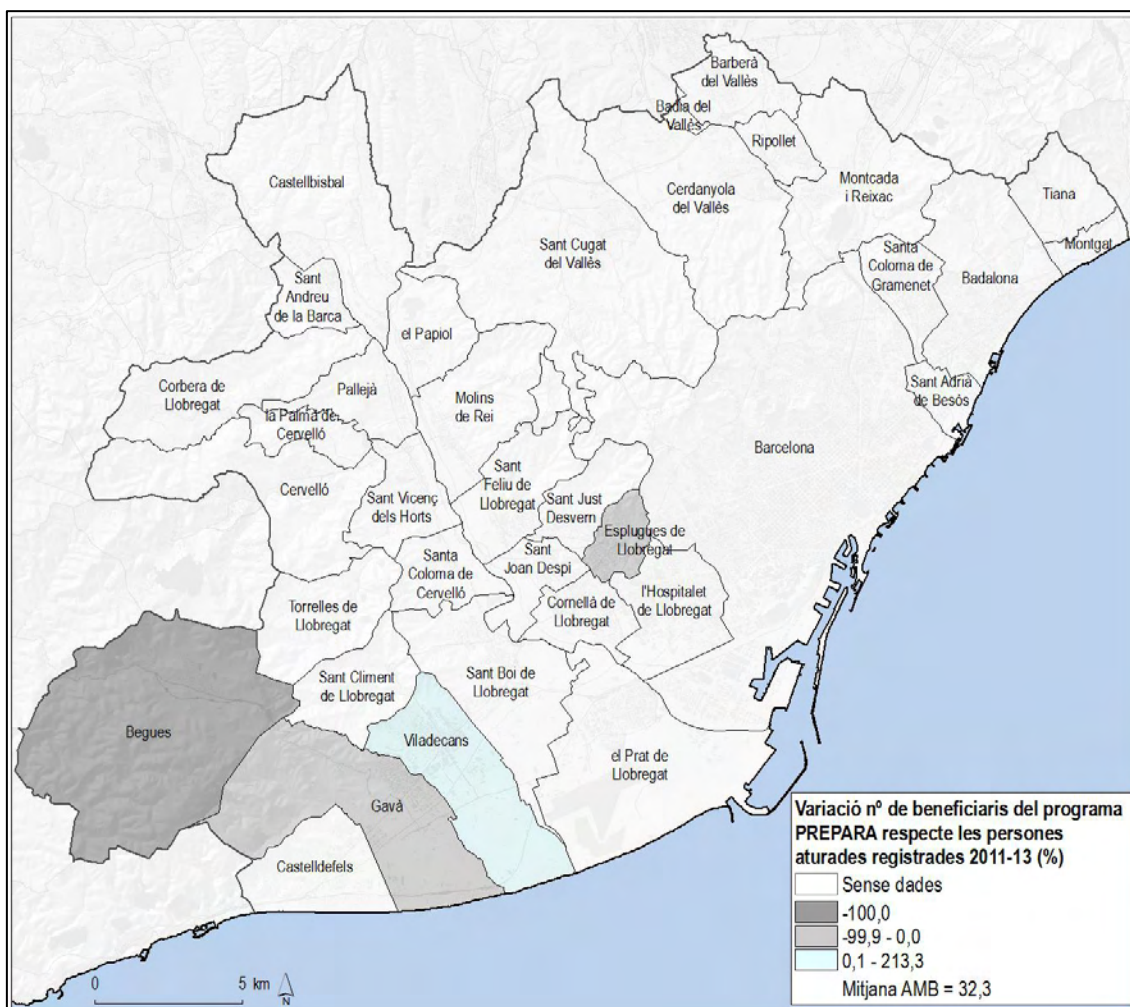 Barberà
del Vallès
Badia del
Vallès
Ripollet
Castellbisbal
Cerdanyola
del Vallès
Montcada
i Reixac
Tiana
Montgat
Sant Cugat
del Vallès
Santa
Coloma de
Gramenet
Badalona
Sant
Andreu
de la Barca
el Papiol
Corbera de
Llobregat
Pallejà
Molins
de Rei
Sant Adrià
de Besós
la Palma de
Cervelló
Barcelona
Cervelló
Sant Vicenç
dels Horts
Sant
Feliu de
Llobregat
Sant Just
Desvern
Esplugues de
Llobregat
Santa
Coloma de
Cervelló
Sant
Joan Despi
Torrelles de
Llobregat
Cornellà de
Llobregat
l'Hospitalet
de Llobregat
Sant Climent
de Llobregat
Sant Boi de
Llobregat
Begues
Viladecans
el Prat de
Llobregat
Gavà
Castelldefels
Variació nº de beneficiaris del programa
PREPARA respecte les persones
aturades registrades 2011-13 (%)
Sense dades
-100,0
-99,9 - 0,0
0,1 - 213,3
Mitjana AMB = 32,3
0 5 km
N